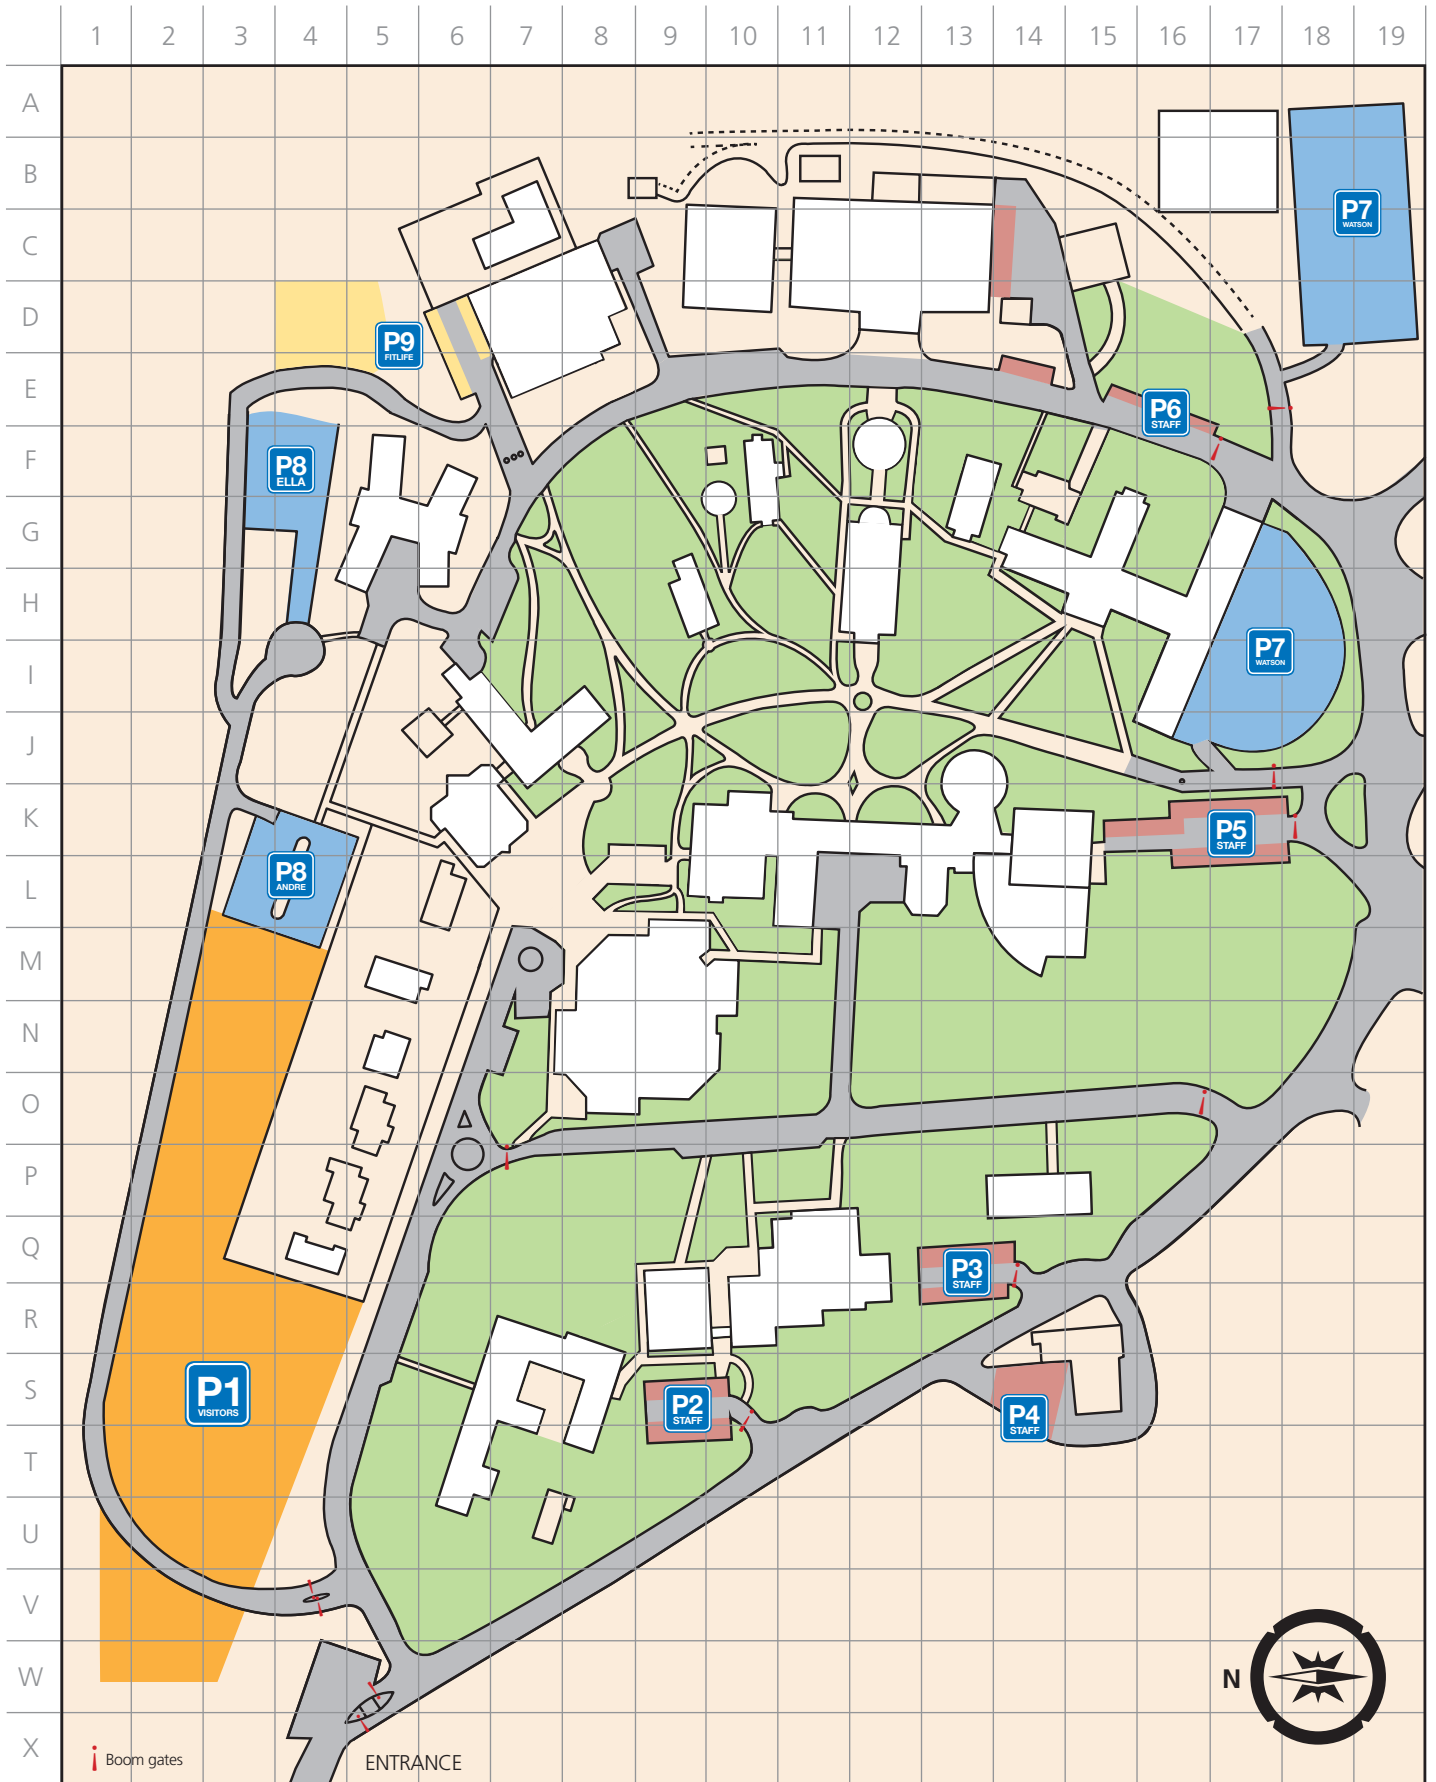 1 2 3 4 5 6 7 8 9 10 11 12 13 14 15 16 17 18 19
A
B
P7
WATSON
C
D
P9
FITLIFE
E
P6
STAFF
F
P8
ELLA
G
H
I
P7
WATSON
J
K
P5
STAFF
L
P8
ANDRE
M
N
O
P
Q
P3
STAFF
R
S
P1
VISITORS
P2
STAFF
P4
STAFF
T
U
V
W
N
X
Boom gates
ENTRANCE